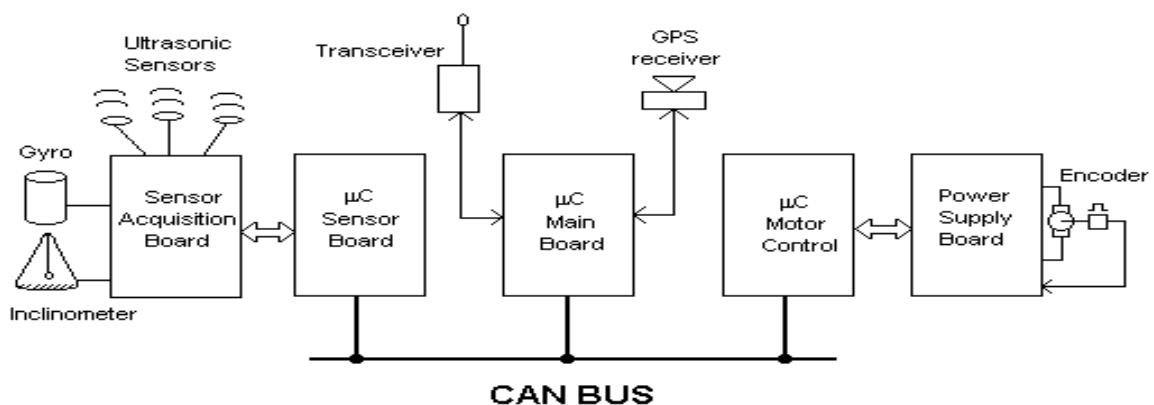 Ultrasonic
Sensors
Transceiver
GPS
receiver
Gyro
Sensor
Acquisition
Board
μC
Sensor
Board
μC
Main
Board
μC
Motor
Control
Power
Supply
Board
Encoder
Inclinometer
CAN BUS